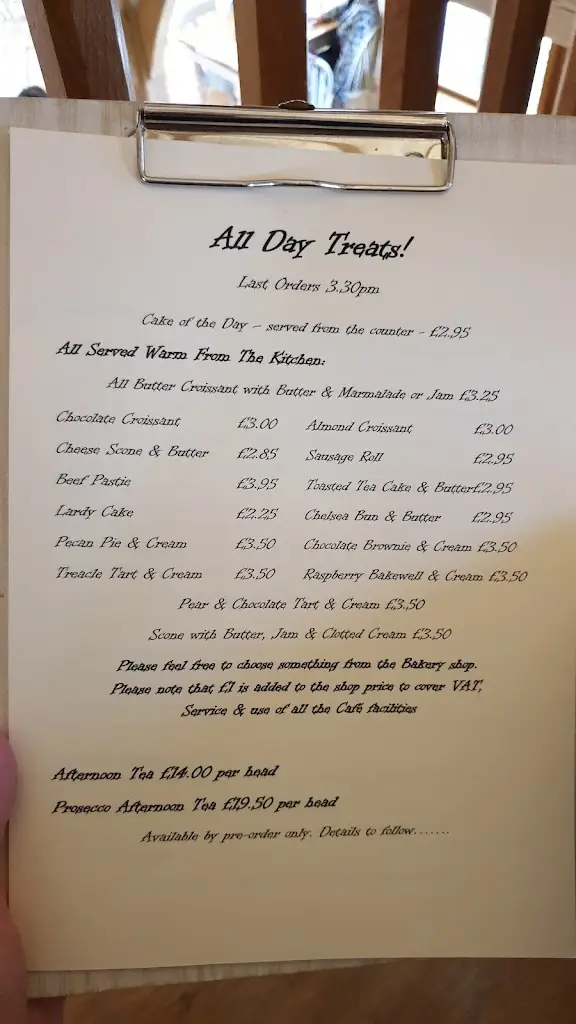 All Day Treats!
Last Orders 3.30pm
Cake of the Day – served from the counter - £2.95
All Served Warm From The Kitchen:
All Butter Croissant with Butter & Marmalade or Jam £3.25
Chocolate Croissant £3.00 Almond Croissant £3.00
Cheese Scone & Butter £2.85 Sausage Roll £2.95
Beef Pastie £3.95 Toasted Tea Cake & Butter£2.95
Lardy Cake £2.25 Chelsea Bun & Butter £2.95
Pecan Pie & Cream £3.50 Chocolate Brownie & Cream £3.50
Treacle Tart & Cream £3.50 Raspberry Bakewell & Cream £3.50
Pear & Chocolate Tart & Cream £3.50
Scone with Butter, Jam & Clotted Cream £3.50
Please feel free to choose something from the Bakery shop.
Please note that £1 is added to the shop price to cover VAT,
Service & use of all the Café facilities
Afternoon Tea £14.00 per head
Prosecco Afternoon Tea £19.50 per head
Available by pre-order only. Details to follow.......